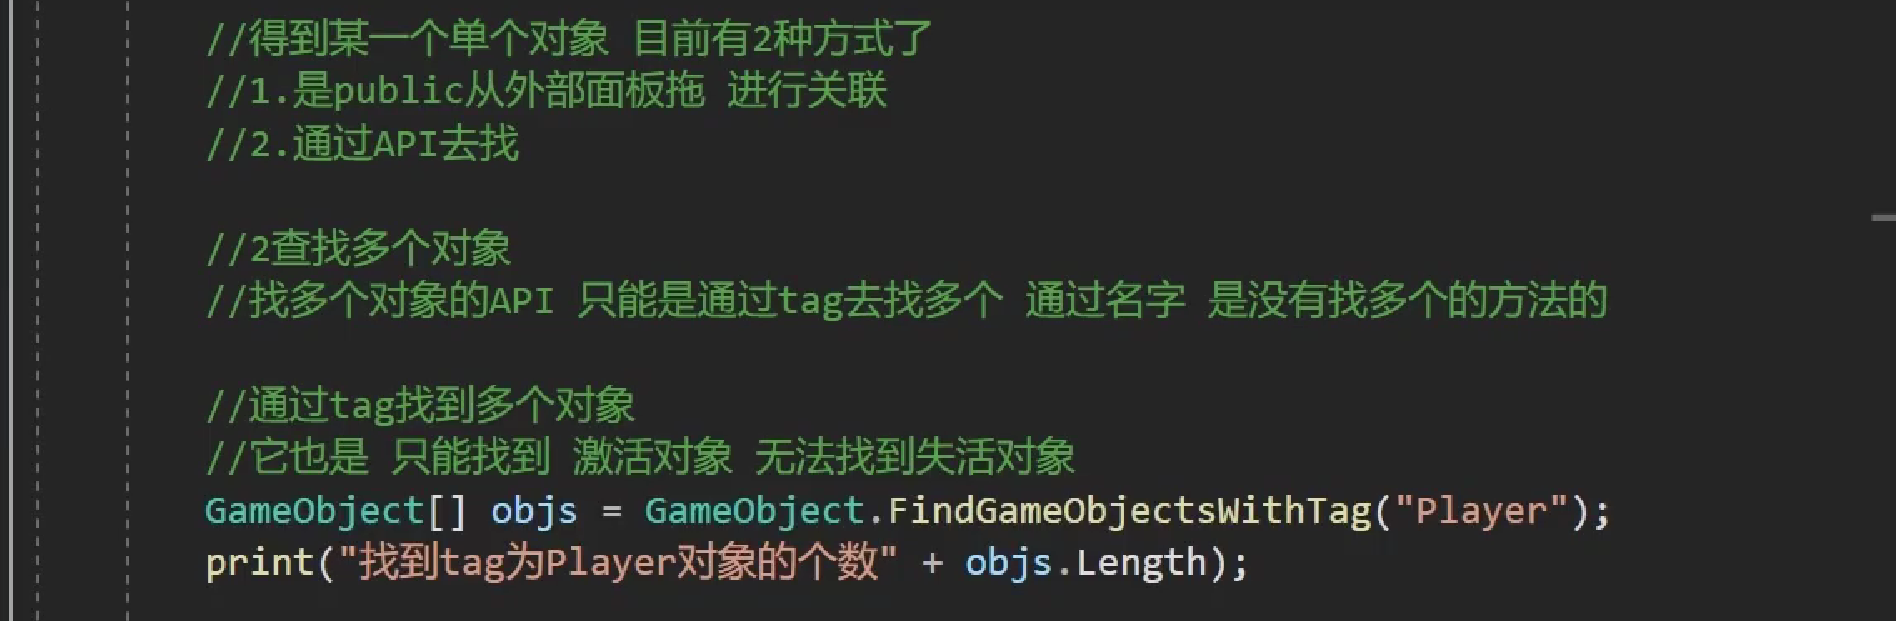 //得到某一个单个对象 目前有2种方式了
//1.是public从外部面板拖 进行关联
//2.通过API去找
//2查找多个对象
//找多个对象的API 只能是通过tag去找多个 通过名字 是没有找多个的方法的
//通过tag找到多个对象
//它也是 只能找到 激活对象 无法找到失活对象
GameObject[] objs = GameObject.FindGameObjectsWithTag("Player");
print("找到tag为Player对象的个数" + objs.Length);